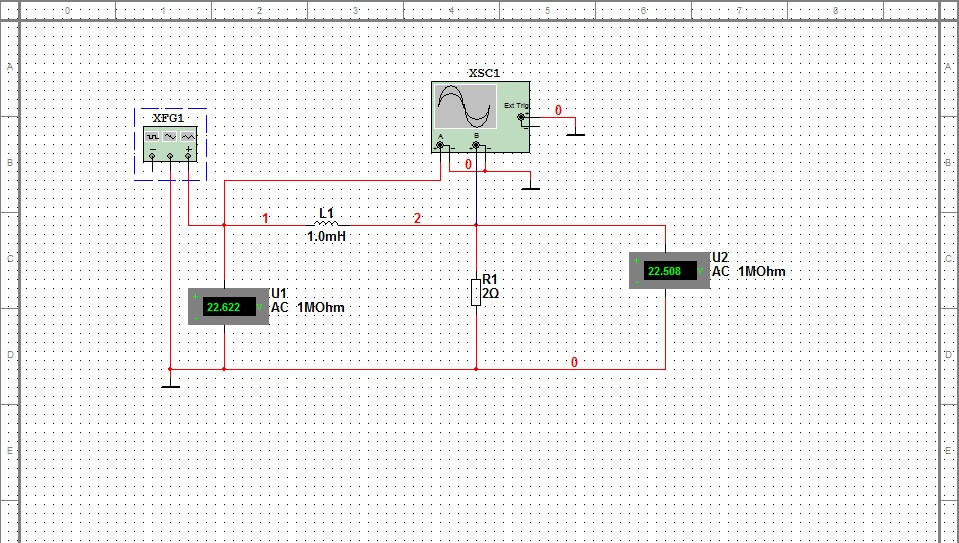 0 1 2 3 4 5 6 7 8
A A
XSC1
Ext Trig
0
XFG1
A B
B B
0
1 L1 2
1.0mH
C C
U2
22.508 V AC 1MOhm
R1
2Ω
U1
22.622 V AC 1MOhm
D D
0
E E